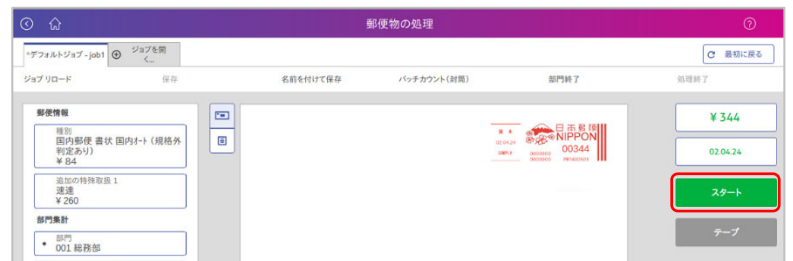 郵便物の処理
*デフォルトジョブ - job1
ジョブを開
く...
最初に戻る
ジョブ リロード
保存
名前を付けて保存
バッチカウント(封筒)
部門終了
処理終了
郵便情報
種別
国内郵便 書状 国内オート (規格外
判定あり)
¥ 84
追加の特殊取扱 1
速達
¥ 260
部門集計
部門
001 総務部
日本郵便
NIPPON
02.04.24
00344
¥ 344
02.04.24
スタート
テープ